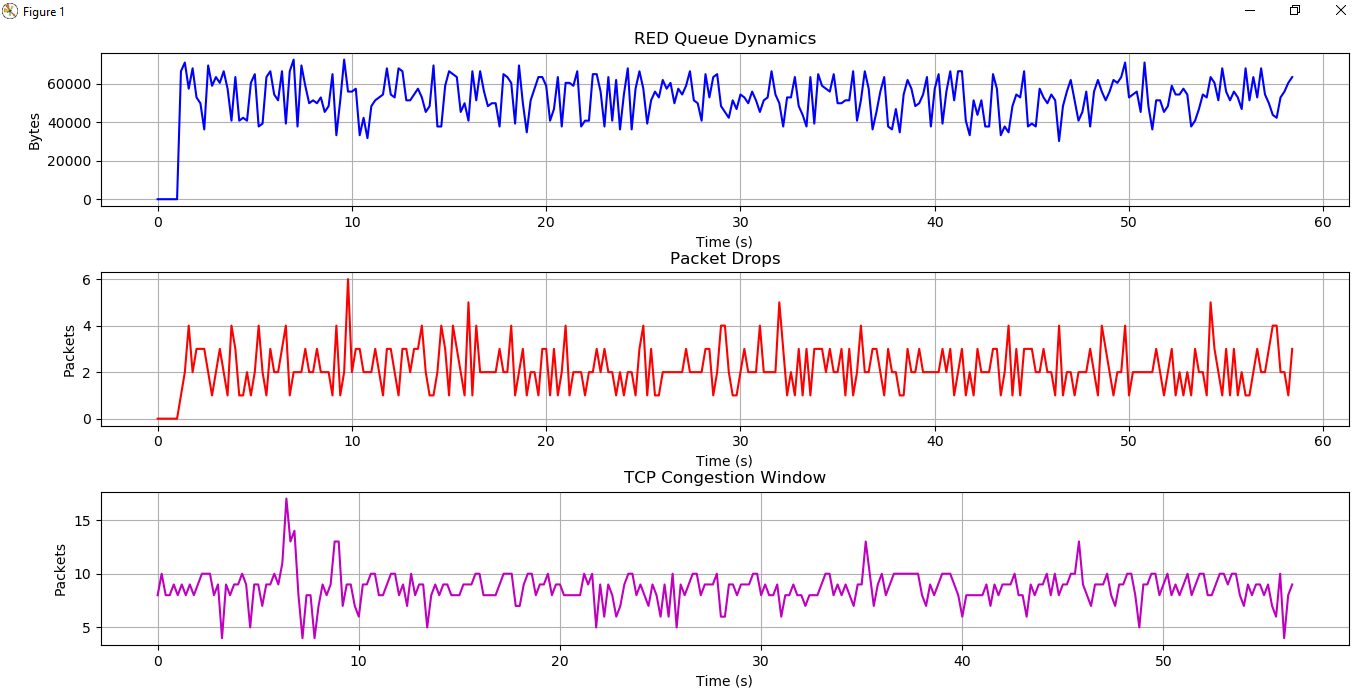 Figure 1
RED Queue Dynamics
60000
40000
20000
0
Bytes
0 10 20 30 40 50 60
Time (s)
Packet Drops
6
4
2
0
Packets
0 10 20 30 40 50 60
Time (s)
TCP Congestion Window
15
10
5
Packets
0 10 20 30 40 50
Time (s)